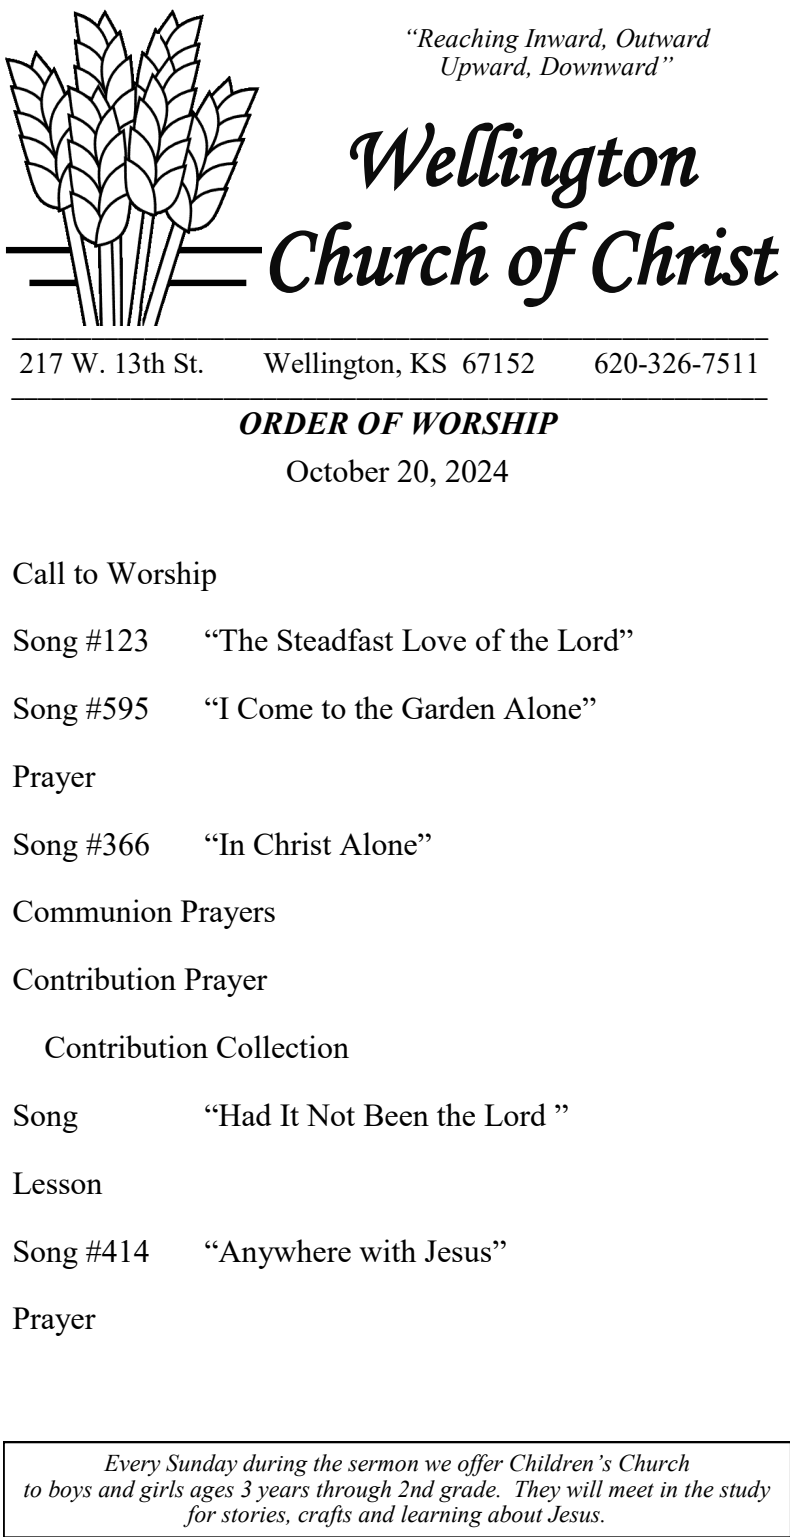 “Reaching Inward, Outward
Upward, Downward”
Wellington
Church of Christ
217 W. 13th St. Wellington, KS 67152 620-326-7511
ORDER OF WORSHIP
October 20, 2024
Call to Worship
Song #123 “The Steadfast Love of the Lord”
Song #595 “I Come to the Garden Alone”
Prayer
Song #366 “In Christ Alone”
Communion Prayers
Contribution Prayer
Contribution Collection
Song “Had It Not Been the Lord ”
Lesson
Song #414 “Anywhere with Jesus”
Prayer
Every Sunday during the sermon we offer Children’s Church
to boys and girls ages 3 years through 2nd grade. They will meet in the study
for stories, crafts and learning about Jesus.